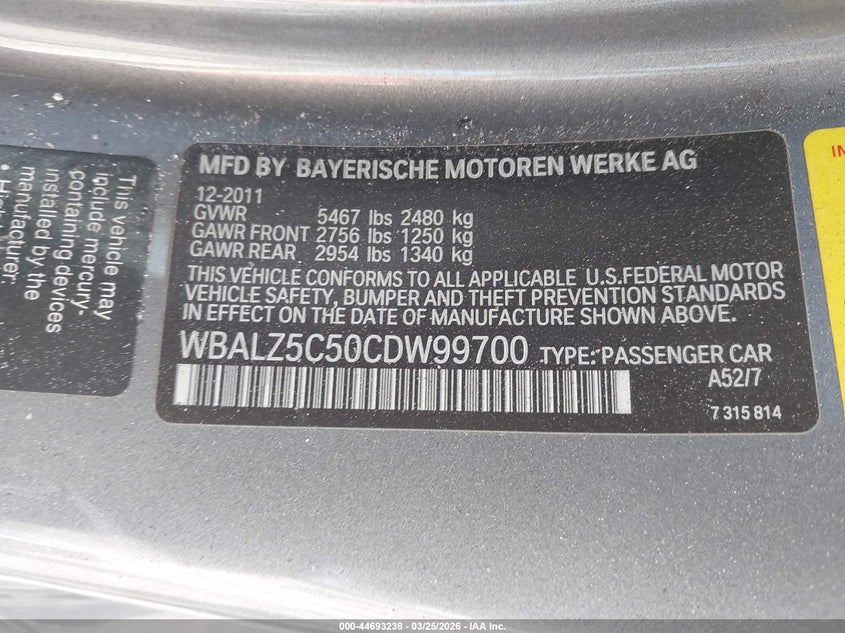 This vehicle may
include mercury-
containing devices
installed by the
manufacturer:
MFD BY BAYERISCHE MOTOREN WERKE AG
12-2011
GVWR 5467 lbs 2480 kg
GAWR FRONT 2756 lbs 1250 kg
GAWR REAR 2954 lbs 1340 kg
THIS VEHICLE CONFORMS TO ALL APPLICABLE U.S.FEDERAL MOTOR
VEHICLE SAFETY, BUMPER AND THEFT PREVENTION STANDARDS
IN EFFECT ON THE DATE OF MANUFACTURE SHOWN ABOVE.
WBALZ5C50CDW99700 TYPE: PASSENGER CAR
A52/7
7 315 814
000-44693238 — 03/25/2026 — IAA Inc.